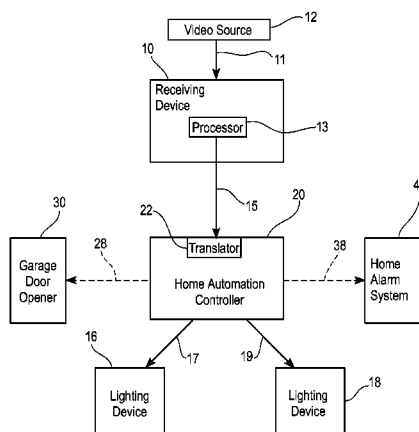 12
Video Source
10
11
Receiving
Device
Processor
13
15
30
22
20
4
Translator
28
38
Garage
Door
Opener
Home Automation
Controller
Home
Alarm
System
16
17
19
Lighting
Device
Lighting
Device
18